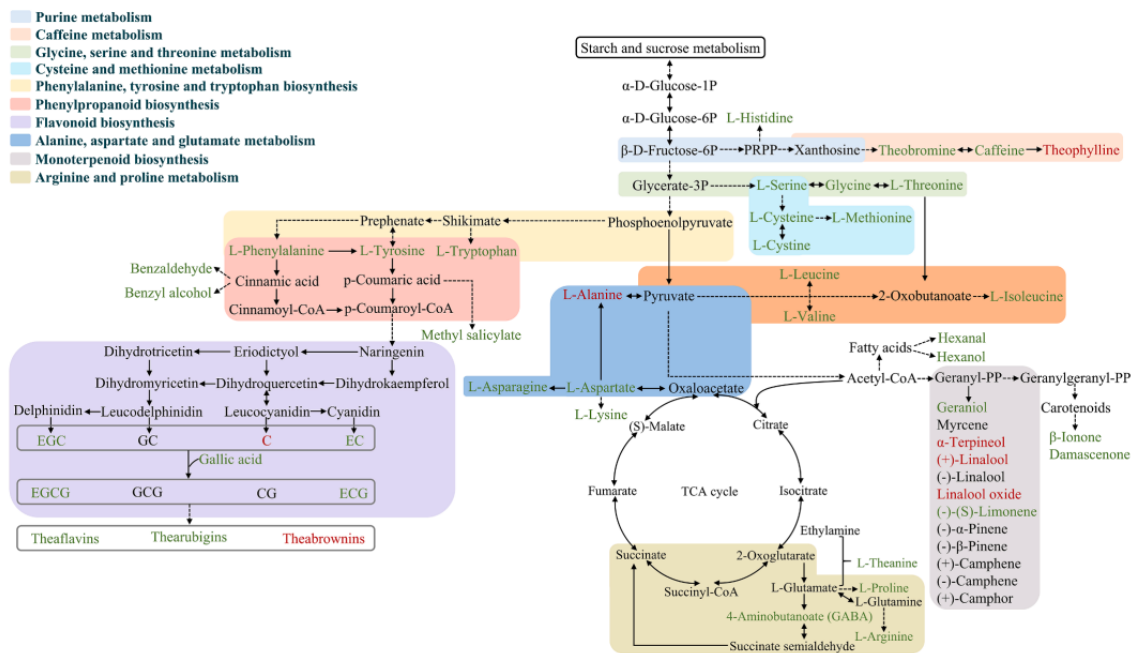 Purine metabolism
Caffeine metabolism
Glycine, serine and threonine metabolism
Cysteine and methionine metabolism
Phenylalanine, tyrosine and tryptophan biosynthesis
Phenylpropanoid biosynthesis
Flavonoid biosynthesis
Alanine, aspartate and glutamate metabolism
Monoterpenoid biosynthesis
Arginine and proline metabolism
Starch and sucrose metabolism
α-D-Glucose-1P
α-D-Glucose-6P
L-Histidine
β-D-Fructose-6P
PRPP
Xanthosine
Theobromine
Caffeine
Theophylline
Glycerate-3P
L-Serine
Glycine
L-Threonine
Prephenate
Shikimate
Phosphoenolpyruvate
L-Cysteine
L-Methionine
L-Cystine
L-Phenylalanine
L-Tyrosine
L-Tryptophan
Benzaldehyde
Benzyl alcohol
Cinnamic acid
p-Coumaric acid
Cinnamoyl-CoA
p-Coumaroyl-CoA
Methyl salicylate
L-Leucine
L-Alanine
Pyruvate
2-Oxobutanoate
L-Isoleucine
L-Valine
Dihydrotricetin
Eriodictyol
Naringenin
Fatty acids
Hexanal
Hexanol
Dihydromyricetin
Dihydroquercetin
Dihydrokaempferol
L-Asparagine
L-Aspartate
Oxaloacetate
Acetyl-CoA
Geranyl-PP
Geranylgeranyl-PP
Delphinidin
Leucodelphinidin
Leucocyanidin
Cyanidin
L-Lysine
(S)-Malate
Citrate
Geraniol
Myrcene
α-Terpineol
(+)-Linalool
(-)-Linalool
Linalool oxide
(-)-(S)-Limonene
(-)-α-Pinene
(-)-β-Pinene
(+)-Camphene
(-)-Camphene
(+)-Camphor
Carotenoids
β-Ionone
Damascenone
EGC
GC
C
EC
Gallic acid
EGCG
GCG
CG
ECG
Theaflavins
Thearubigins
Theabrownins
Fumarate
TCA cycle
Isocitrate
Ethylamine
Succinate
2-Oxoglutarate
L-Theanine
Succinyl-CoA
L-Glutamate
L-Proline
L-Glutamine
4-Aminobutanoate (GABA)
L-Arginine
Succinate semialdehyde